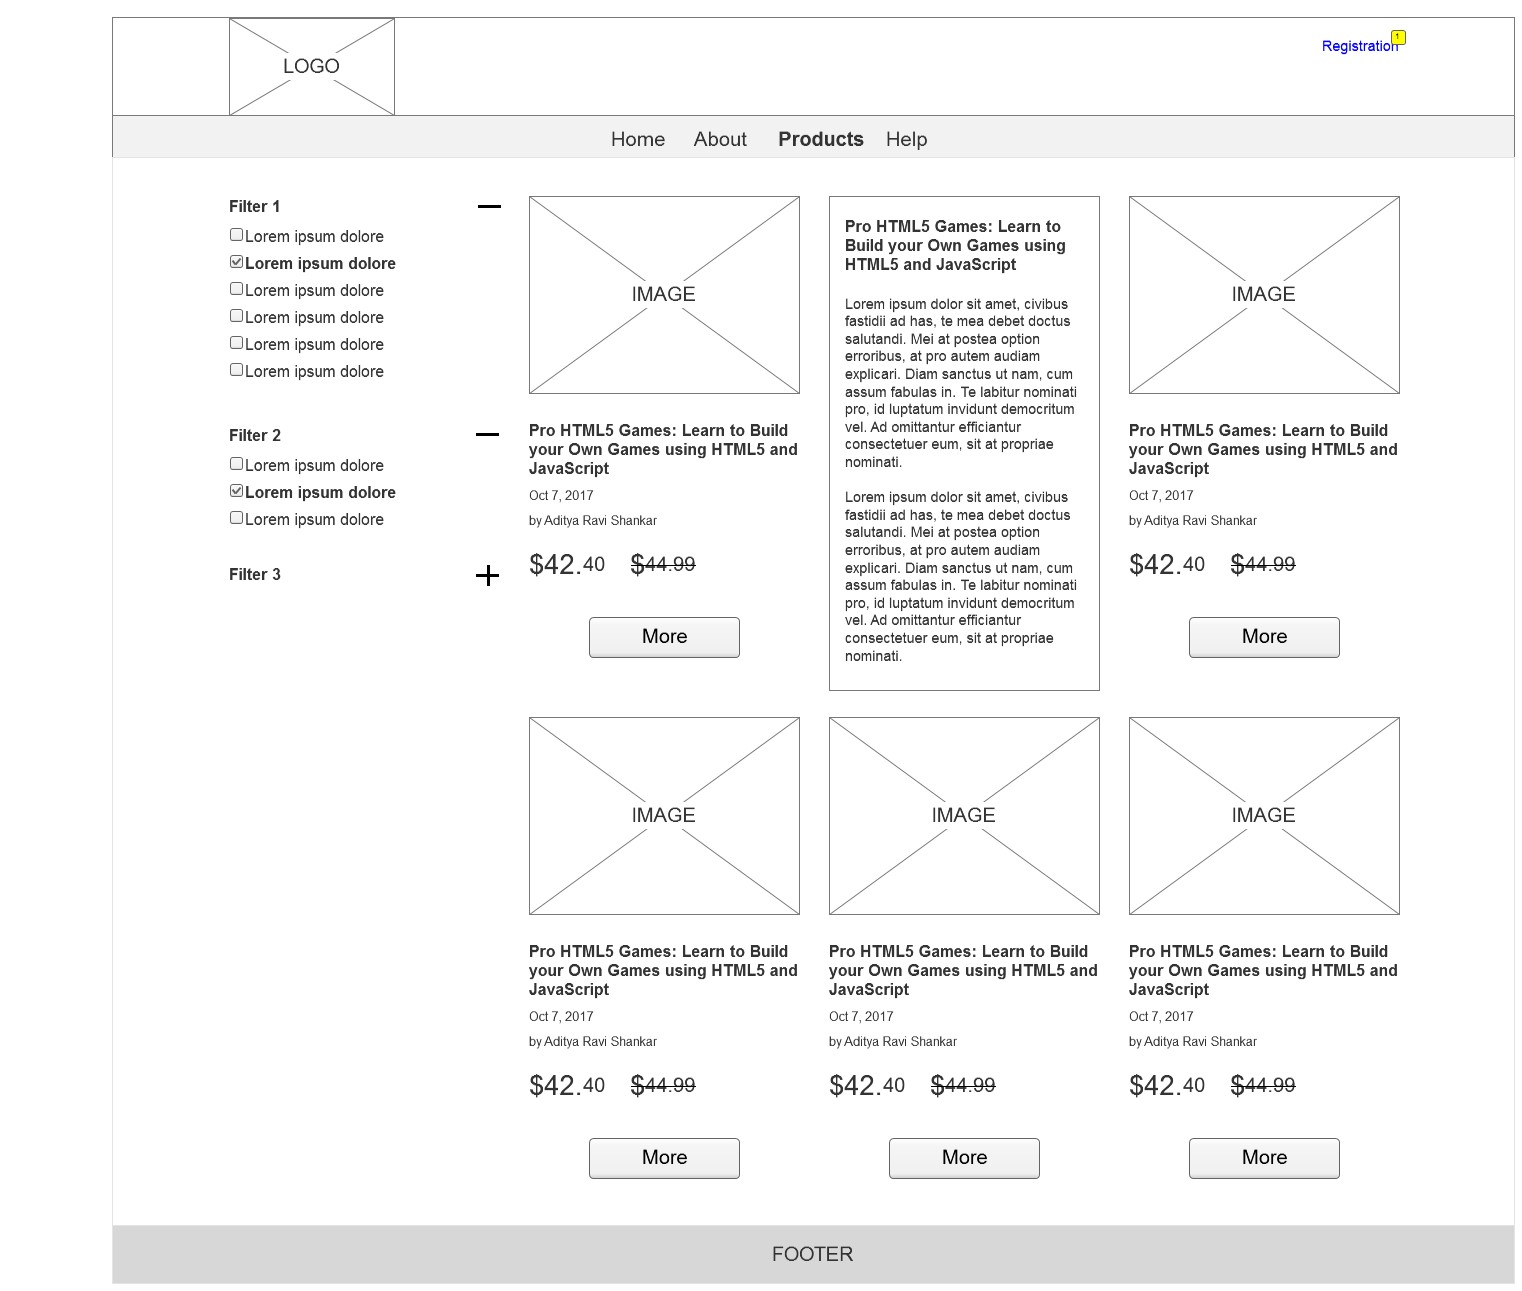 LOGO
Registration
1
Home About Products Help
Filter 1
Lorem ipsum dolore
Lorem ipsum dolore
Lorem ipsum dolore
Lorem ipsum dolore
Lorem ipsum dolore
Lorem ipsum dolore
Filter 2
Lorem ipsum dolore
Lorem ipsum dolore
Lorem ipsum dolore
Filter 3
IMAGE
Pro HTML5 Games: Learn to Build
your Own Games using HTML5 and
JavaScript
Oct 7, 2017
by Aditya Ravi Shankar
$42.40 $44.99
More
Pro HTML5 Games: Learn to
Build your Own Games using
HTML5 and JavaScript
Lorem ipsum dolor sit amet, civibus
fastidii ad has, te mea debet doctus
salutandi. Mei at postea option
erroribus, at pro autem audiam
explicari. Diam sanctus ut nam, cum
assum fabulas in. Te labitur nominati
pro, id luptatum invidunt democritum
vel. Ad omittantur efficiantur
consectetuer eum, sit at propriae
nominati.
Lorem ipsum dolor sit amet, civibus
fastidii ad has, te mea debet doctus
salutandi. Mei at postea option
erroribus, at pro autem audiam
explicari. Diam sanctus ut nam, cum
assum fabulas in. Te labitur nominati
pro, id luptatum invidunt democritum
vel. Ad omittantur efficiantur
consectetuer eum, sit at propriae
nominati.
IMAGE
Pro HTML5 Games: Learn to Build
your Own Games using HTML5 and
JavaScript
Oct 7, 2017
by Aditya Ravi Shankar
$42.40 $44.99
More
IMAGE
Pro HTML5 Games: Learn to Build
your Own Games using HTML5 and
JavaScript
Oct 7, 2017
by Aditya Ravi Shankar
$42.40 $44.99
More
IMAGE
Pro HTML5 Games: Learn to Build
your Own Games using HTML5 and
JavaScript
Oct 7, 2017
by Aditya Ravi Shankar
$42.40 $44.99
More
IMAGE
Pro HTML5 Games: Learn to Build
your Own Games using HTML5 and
JavaScript
Oct 7, 2017
by Aditya Ravi Shankar
$42.40 $44.99
More
FOOTER